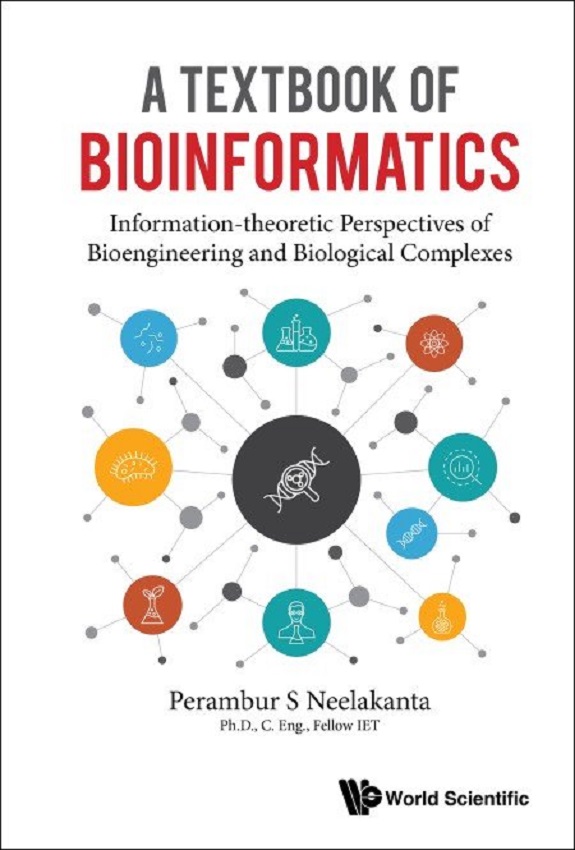 A TEXTBOOK OF
BIOINFORMATICS
Information-theoretic Perspectives of
Bioengineering and Biological Complexes
Perambur S Neelakanta
Ph.D., C. Eng., Fellow IET
World Scientific